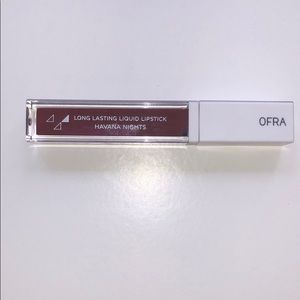 LONG LASTING LIQUID LIPSTICK
HAVANA NIGHTS
OFRA